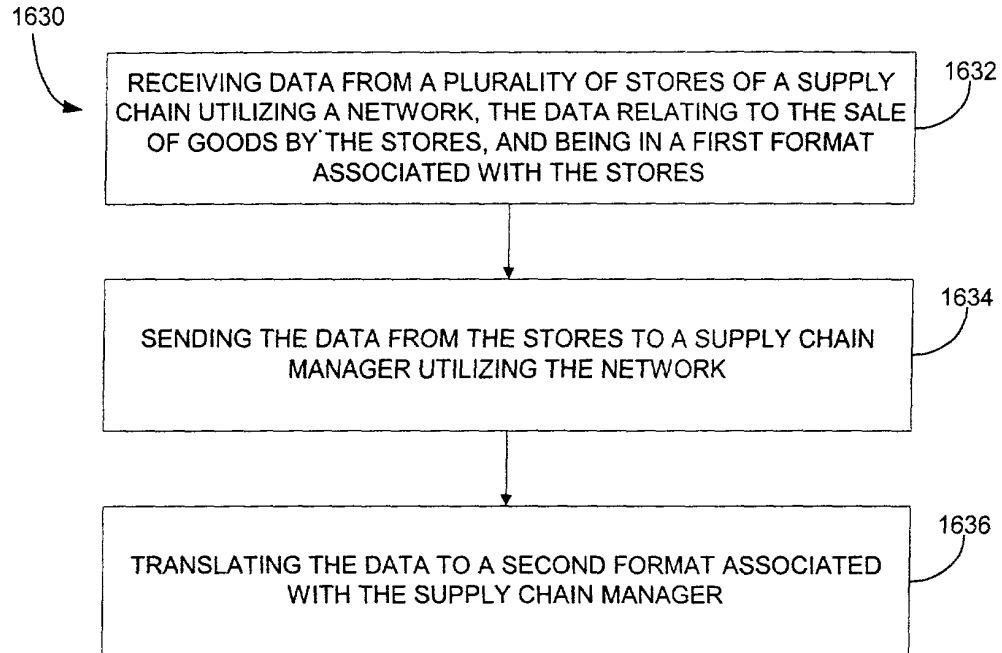 1630
RECEIVING DATA FROM A PLURALITY OF STORES OF A SUPPLY
CHAIN UTILIZING A NETWORK, THE DATA RELATING TO THE SALE
OF GOODS BY THE STORES, AND BEING IN A FIRST FORMAT
ASSOCIATED WITH THE STORES
1632
SENDING THE DATA FROM THE STORES TO A SUPPLY CHAIN
MANAGER UTILIZING THE NETWORK
1634
TRANSLATING THE DATA TO A SECOND FORMAT ASSOCIATED
WITH THE SUPPLY CHAIN MANAGER
1636